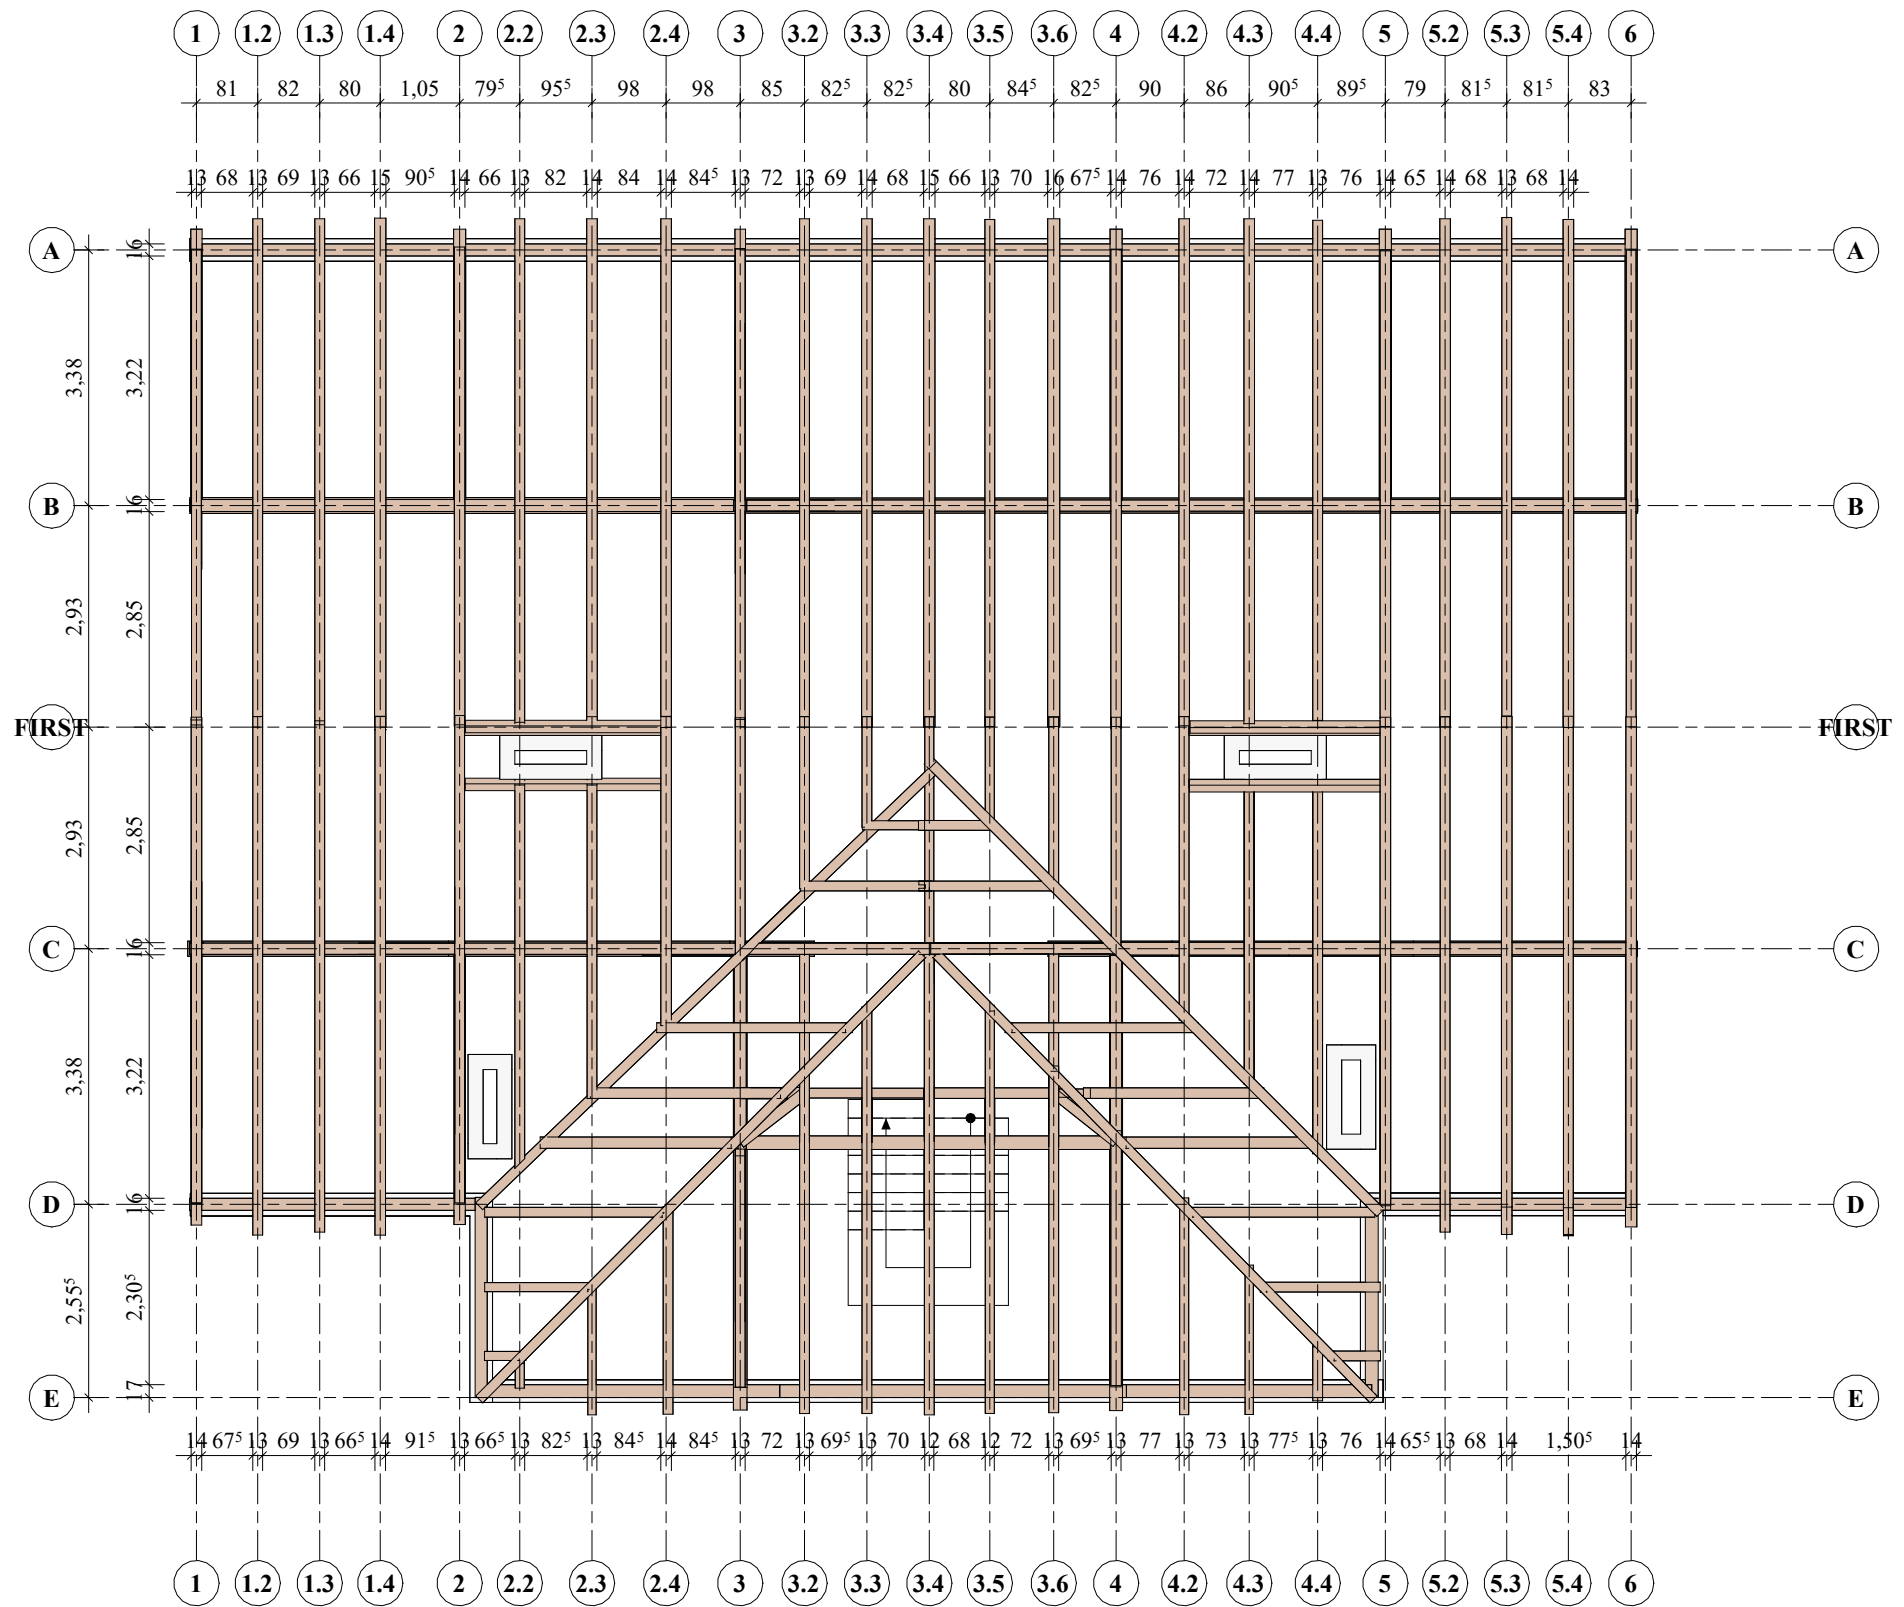 1 1.2 1.3 1.4 2 2.2 2.3 2.4 3 3.2 3.3 3.4 3.5 3.6 4 4.2 4.3 4.4 5 5.2 5.3 5.4 6
81 82 80 1,05 79⁵ 95⁵ 98 98 85 82⁵ 82⁵ 80 84⁵ 82⁵ 90 86 90⁵ 89⁵ 79 81⁵ 81⁵ 83
13 68 13 69 13 66 15 90⁵ 14 66 13 82 14 84 14 84⁵ 13 72 13 69 14 68 15 66 13 70 16 67⁵ 14 76 14 72 14 77 13 76 14 65 14 68 13 68 14
A 16 A
3,38 3,22
B 16 B
2,93 2,85
FIRST FIRST
2,93 2,85
C 16 C
3,38 3,22
D 16 D
2,55⁵ 2,30⁵
E 17 E
14 67⁵ 13 69 13 66⁵ 14 91⁵ 13 66⁵ 13 82⁵ 13 84⁵ 14 84⁵ 13 72 13 69⁵ 13 70 12 68 12 72 13 69⁵ 13 77 13 73 13 77⁵ 13 76 14 65⁵ 13 68 14 1,50⁵ 14
1 1.2 1.3 1.4 2 2.2 2.3 2.4 3 3.2 3.3 3.4 3.5 3.6 4 4.2 4.3 4.4 5 5.2 5.3 5.4 6